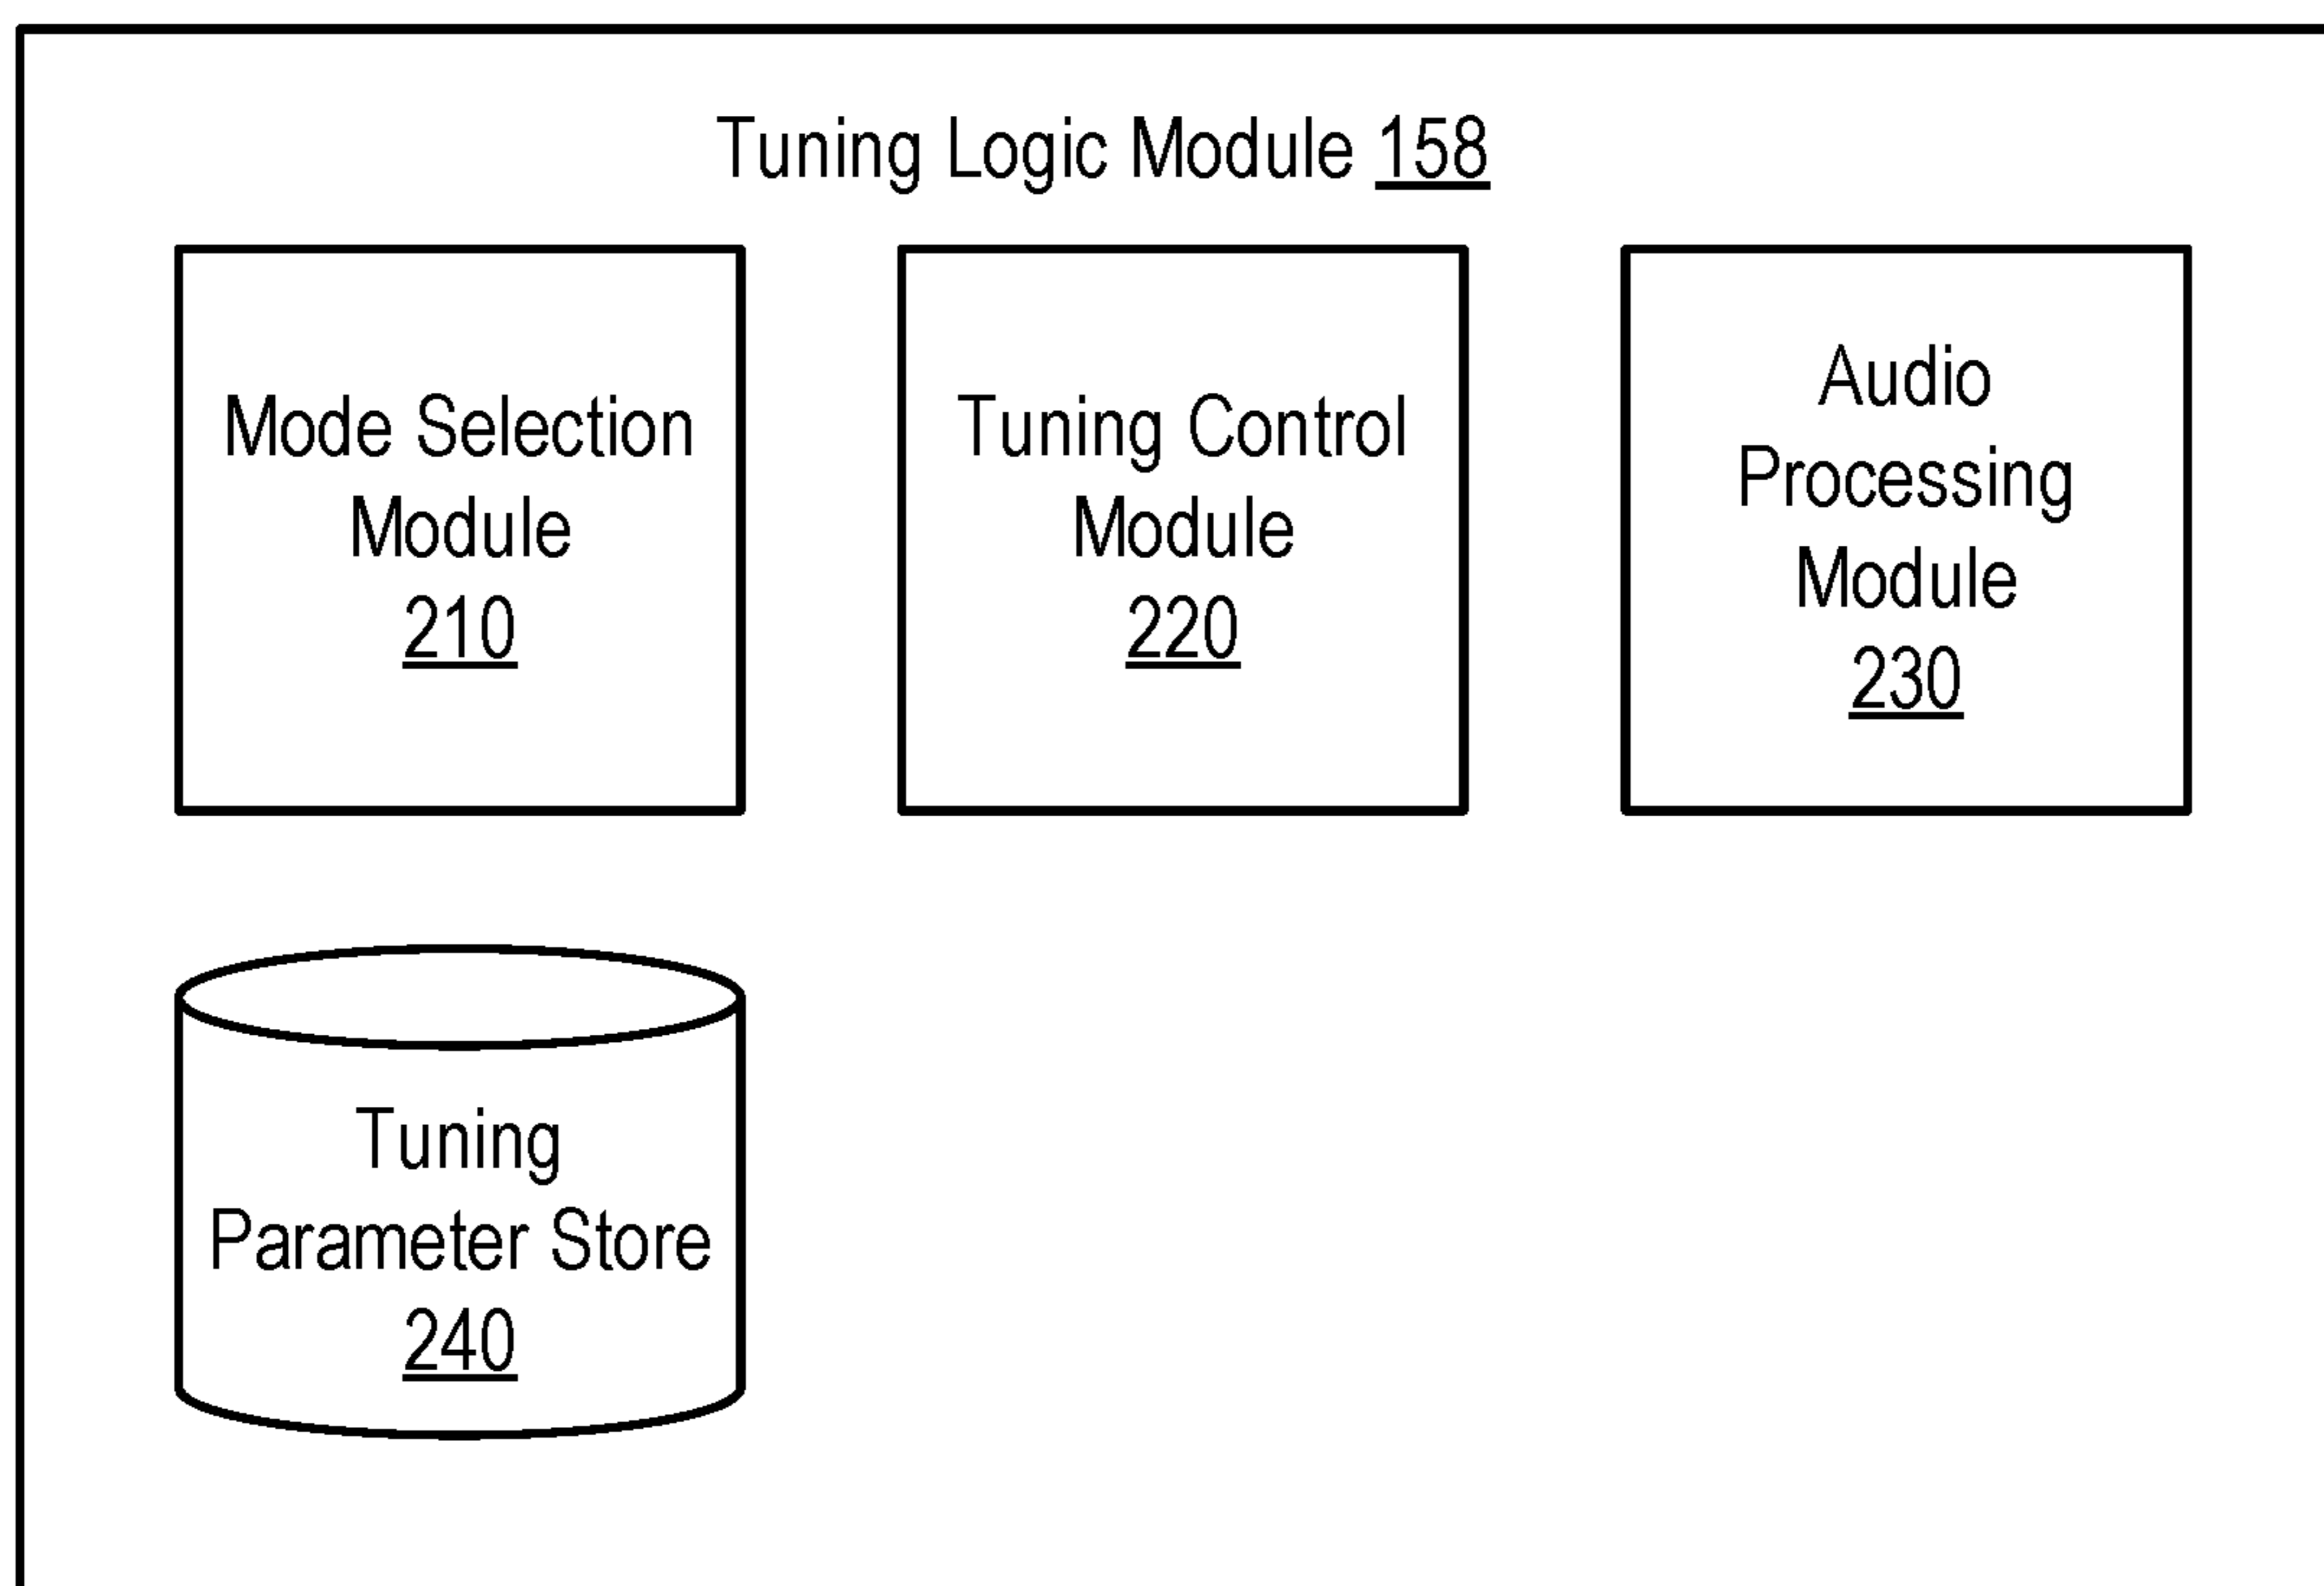 Tuning Logic Module 158
Mode Selection
Module
210
Tuning Control
Module
220
Audio
Processing
Module
230
Tuning
Parameter Store
240